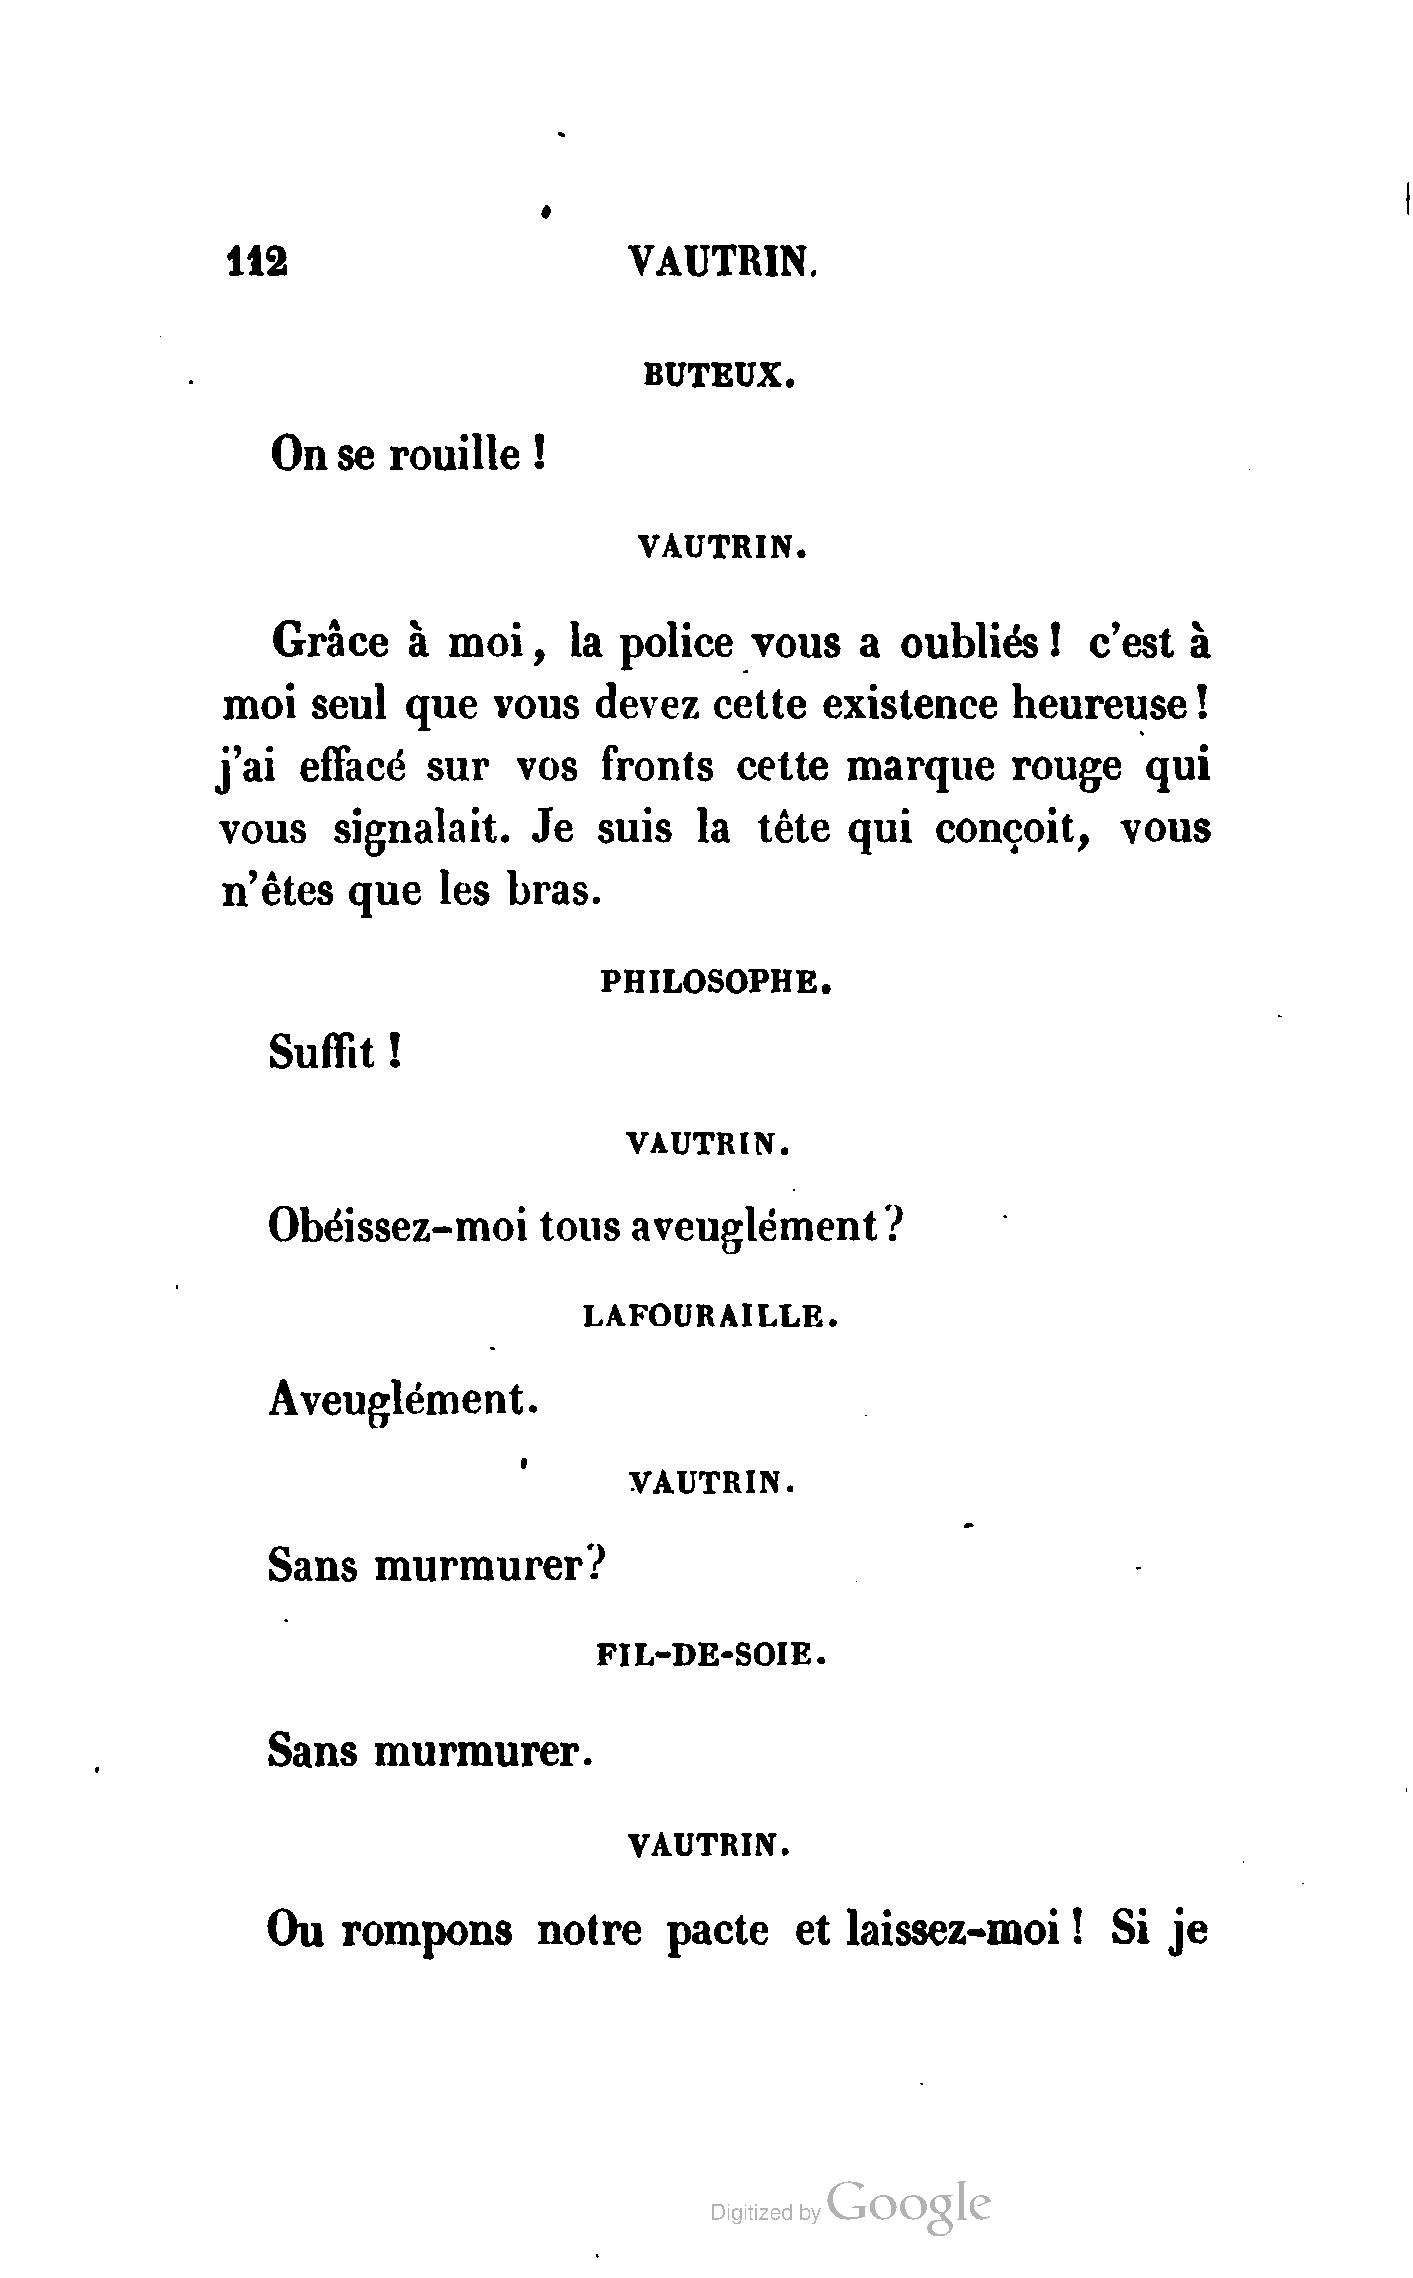 112 VAUTRIN.
BUTEUX.
On se rouille !
VAUTRIN.
Grâce à moi, la police vous a oubliés ! c'est à
moi seul que vous devez cette existence heureuse !
j'ai effacé sur vos fronts cette marque rouge qui
vous signalait. Je suis la tête qui conçoit, vous
n'êtes que les bras.
PHILOSOPHE.
Suffit !
VAUTRIN.
Obéissez-moi tous aveuglément ?
LAFOURAILLE.
Aveuglément.
VAUTRIN.
Sans murmurer ?
FIL-DE-SOIE.
Sans murmurer.
VAUTRIN.
Ou rompons notre pacte et laissez-moi ! Si je
Digitized by Google